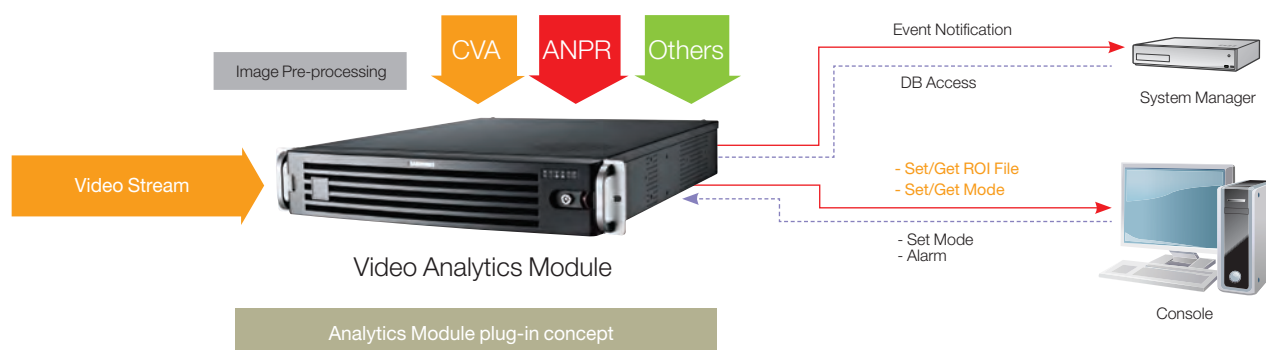 CVA
ANPR
Others
Image Pre-processing
Event Notification
DB Access
System Manager
Video Stream
- Set/Get ROI File
- Set/Get Mode
- Set Mode
- Alarm
Video Analytics Module
Console
Analytics Module plug-in concept